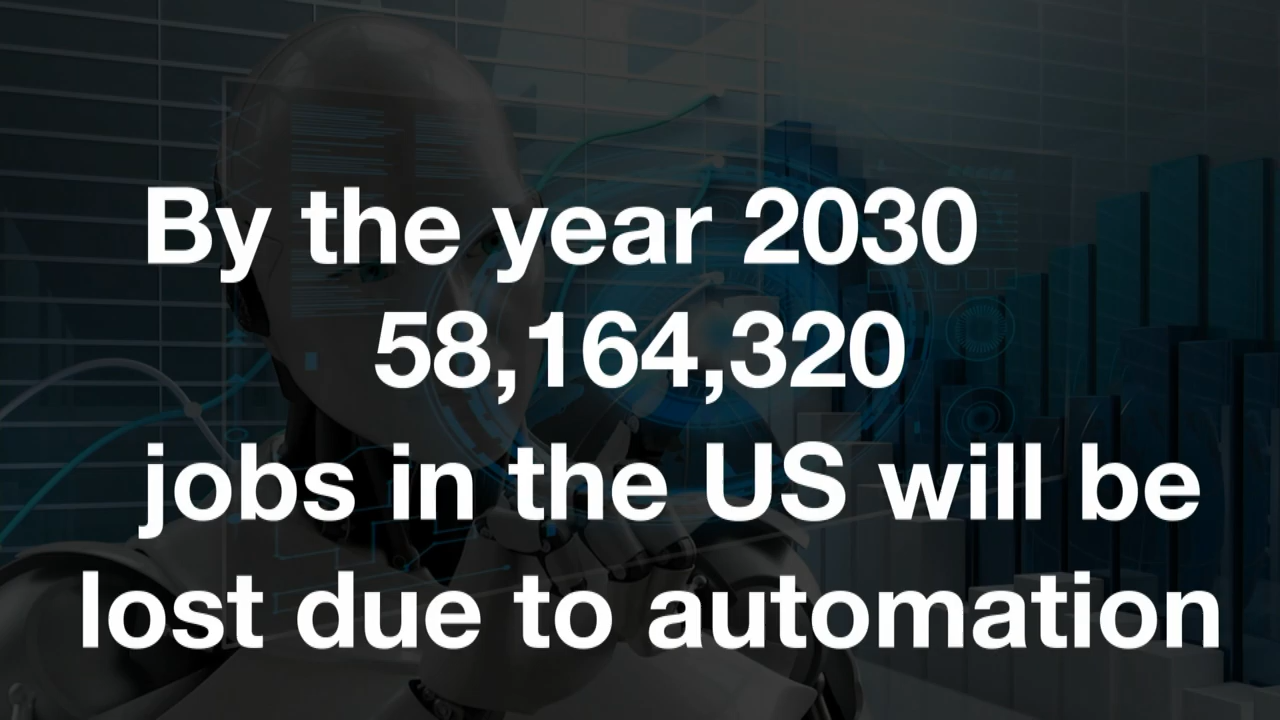 By the year 2030
58,164,320
jobs in the US will be
lost due to automation